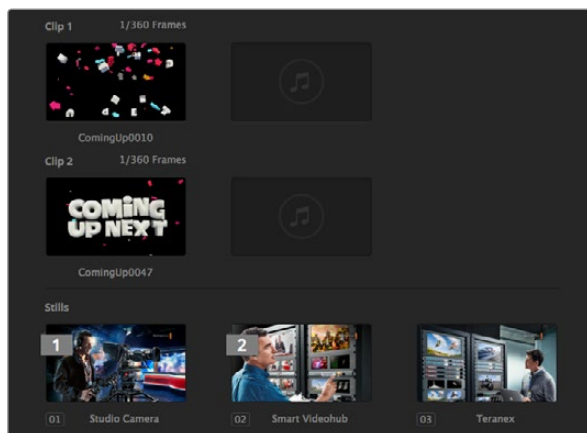 Clip 1 1/360 Frames
ComingUp0010
Clip 2 1/360 Frames
COMING
UP NEXT
ComingUp0047
Stills
1 2
01 Studio Camera 02 Smart Videohub 03 Teranex